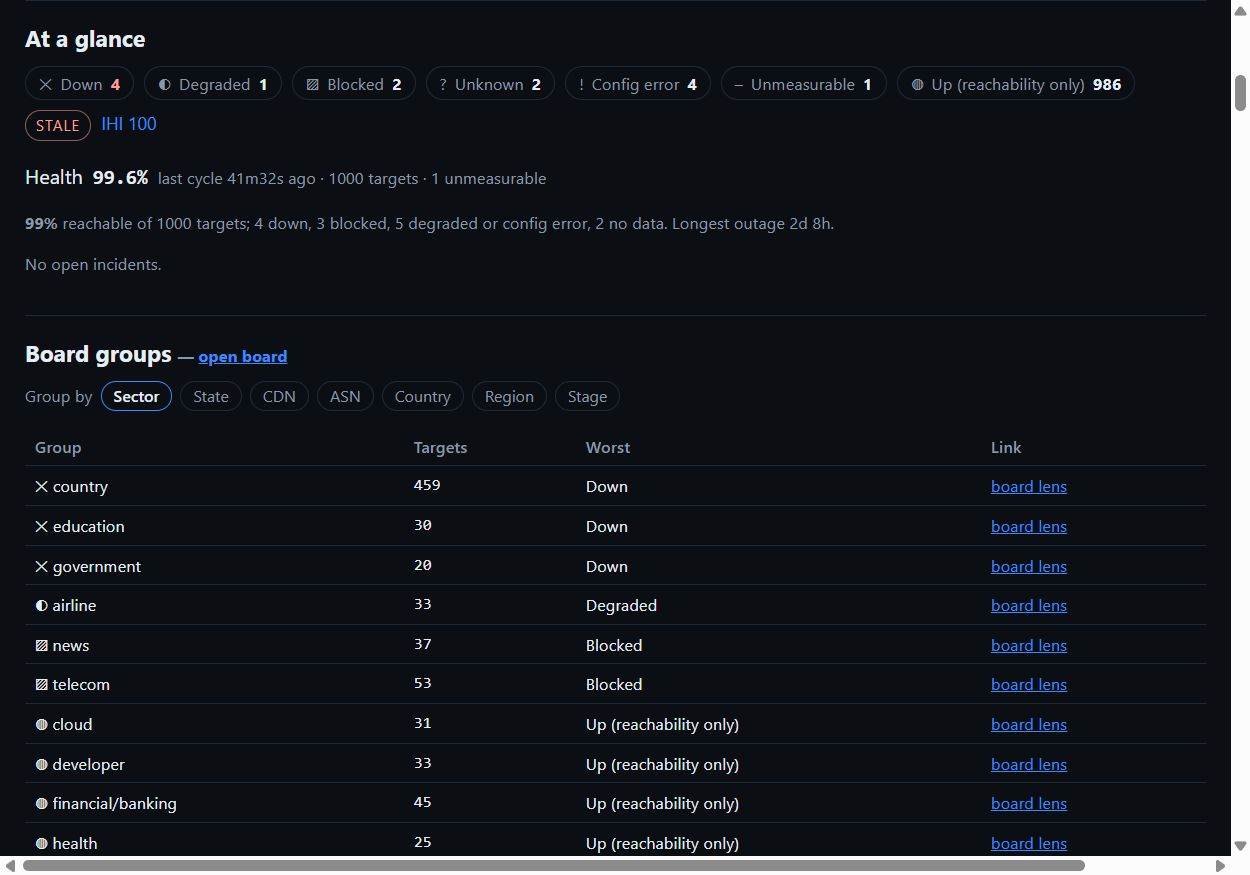 At a glance
Down 4 Degraded 1 Blocked 2 ? Unknown 2 ! Config error 4 – Unmeasurable 1 Up (reachability only) 986
STALE IHI 100
Health 99.6% last cycle 41m32s ago · 1000 targets · 1 unmeasurable
99% reachable of 1000 targets; 4 down, 3 blocked, 5 degraded or config error, 2 no data. Longest outage 2d 8h.
No open incidents.
Board groups — open board
Group by Sector State CDN ASN Country Region Stage
Group Targets Worst Link
country 459 Down board lens
education 30 Down board lens
government 20 Down board lens
airline 33 Degraded board lens
news 37 Blocked board lens
telecom 53 Blocked board lens
cloud 31 Up (reachability only) board lens
developer 33 Up (reachability only) board lens
financial/banking 45 Up (reachability only) board lens
health 25 Up (reachability only) board lens